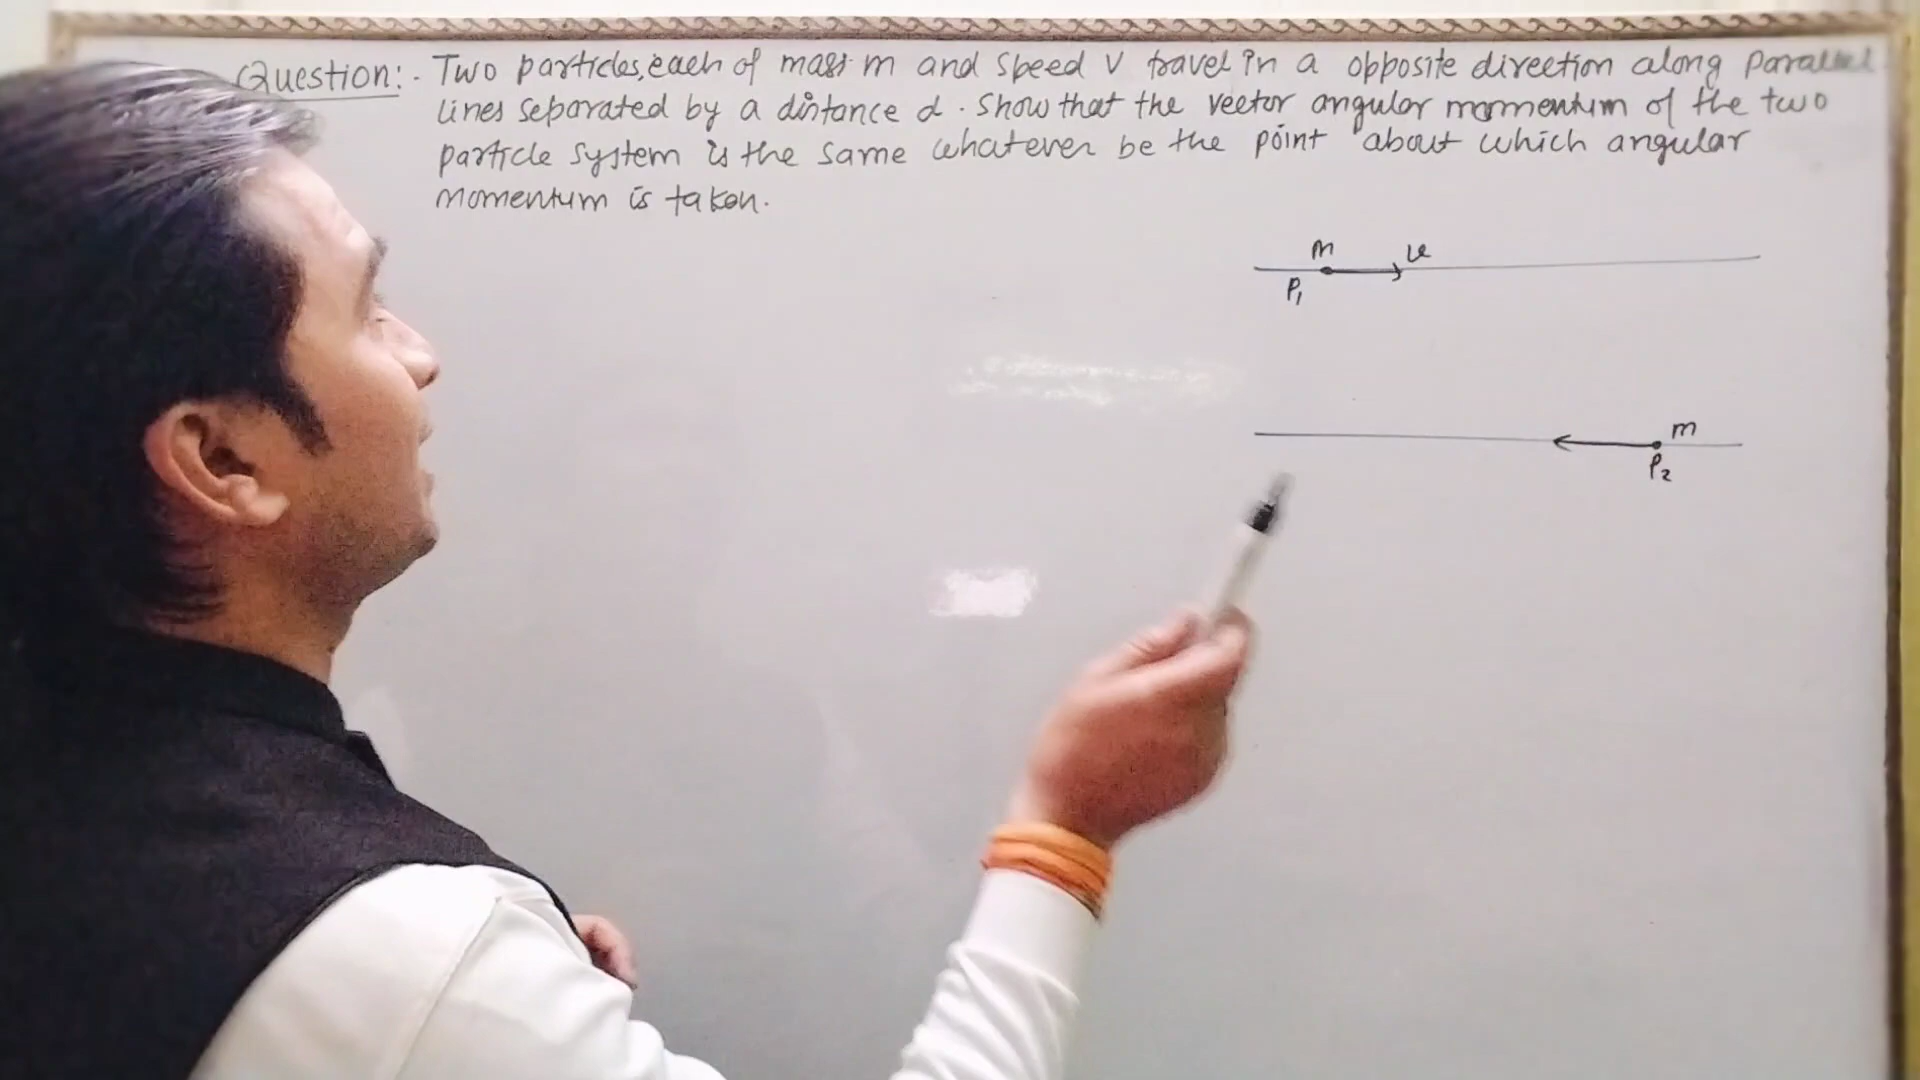 Question:- Two particles, each of mass m and speed v travel in a opposite direction along parallel
lines separated by a distance d. Show that the vector angular momentum of the two
particle system is the same whatever be the point about which angular
momentum is taken.
m v
P1
m
P2